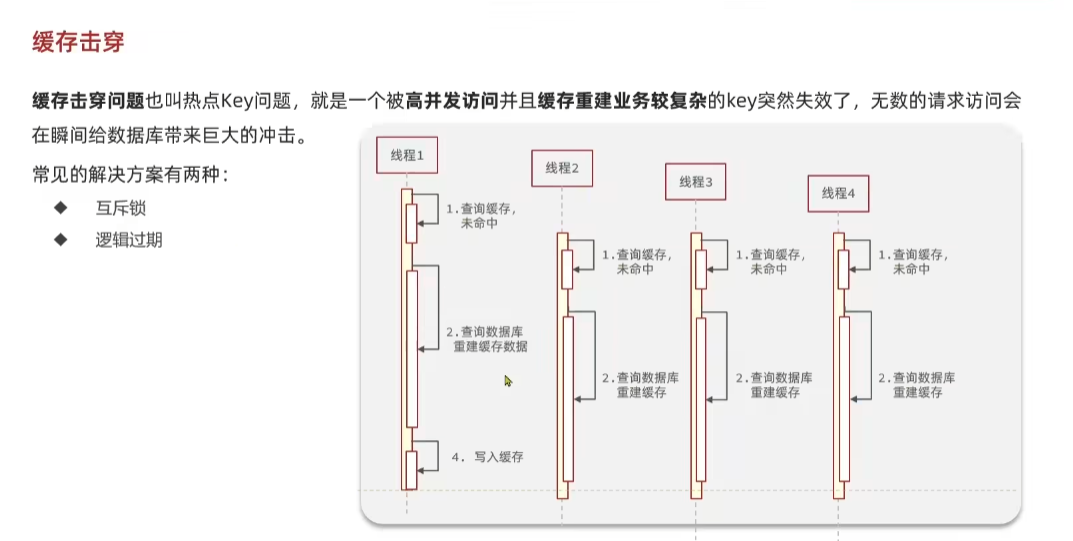 缓存击穿
缓存击穿问题也叫热点Key问题，就是一个被高并发访问并且缓存重建业务较复杂的key突然失效了，无数的请求访问会
在瞬间给数据库带来巨大的冲击。
常见的解决方案有两种：
◆ 互斥锁
◆ 逻辑过期
线程1
1.查询缓存，
未命中
2.查询数据库
重建缓存数据
4. 写入缓存
线程2
1.查询缓存，
未命中
2.查询数据库
重建缓存
线程3
1.查询缓存，
未命中
2.查询数据库
重建缓存
线程4
1.查询缓存，
未命中
2.查询数据库
重建缓存